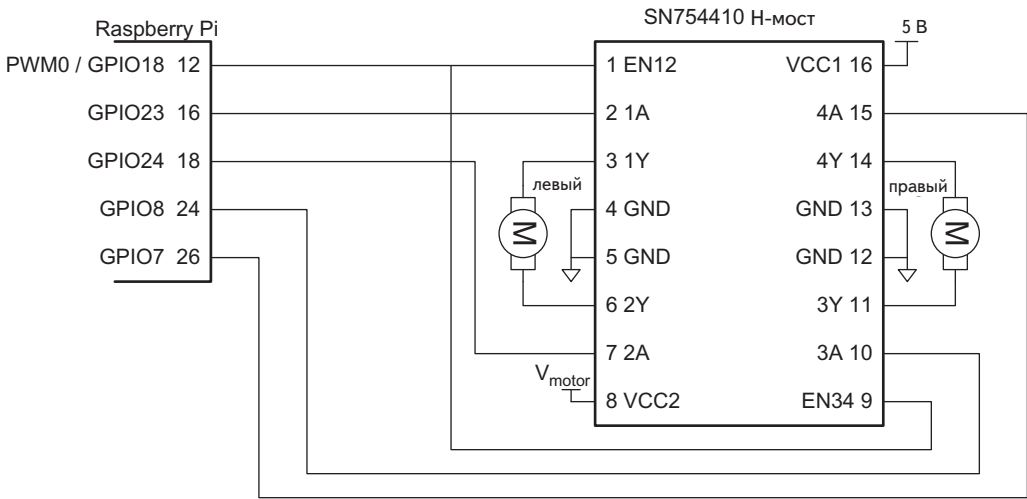 SN754410 H-мост
Raspberry Pi
5 В
PWM0 / GPIO18 12
1 EN12
VCC1 16
GPIO23 16
2 1A
4A 15
GPIO24 18
3 1Y
4Y 14
левый
правый
GPIO8 24
4 GND
GND 13
M
M
GPIO7 26
5 GND
GND 12
6 2Y
3Y 11
7 2A
3A 10
Vmotor
8 VCC2
EN34 9